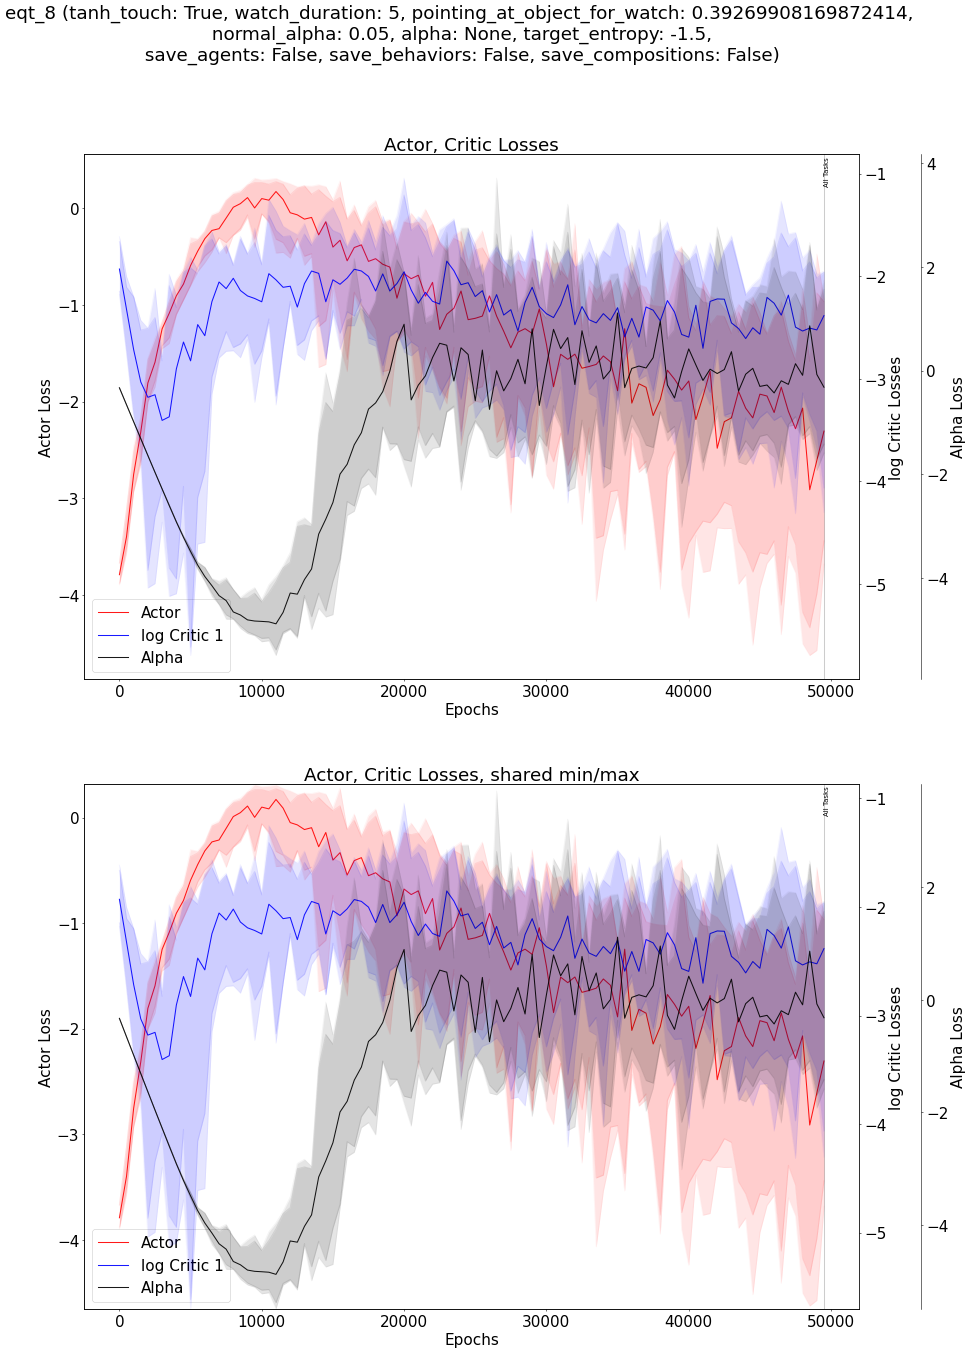 eqt_8 (tanh_touch: True, watch_duration: 5, pointing_at_object_for_watch: 0.39269908169872414,
normal_alpha: 0.05, alpha: None, target_entropy: -1.5,
save_agents: False, save_behaviors: False, save_compositions: False)
Actor, Critic Losses
All Tasks
0
−1
−2
−3
−4
Actor Loss
−1
−2
−3
−4
−5
log Critic Losses
4
2
0
−2
−4
Alpha Loss
Actor
log Critic 1
Alpha
0 10000 20000 30000 40000 50000
Epochs
Actor, Critic Losses, shared min/max
All Tasks
0
−1
−2
−3
−4
Actor Loss
−1
−2
−3
−4
−5
log Critic Losses
2
0
−2
−4
Alpha Loss
Actor
log Critic 1
Alpha
0 10000 20000 30000 40000 50000
Epochs